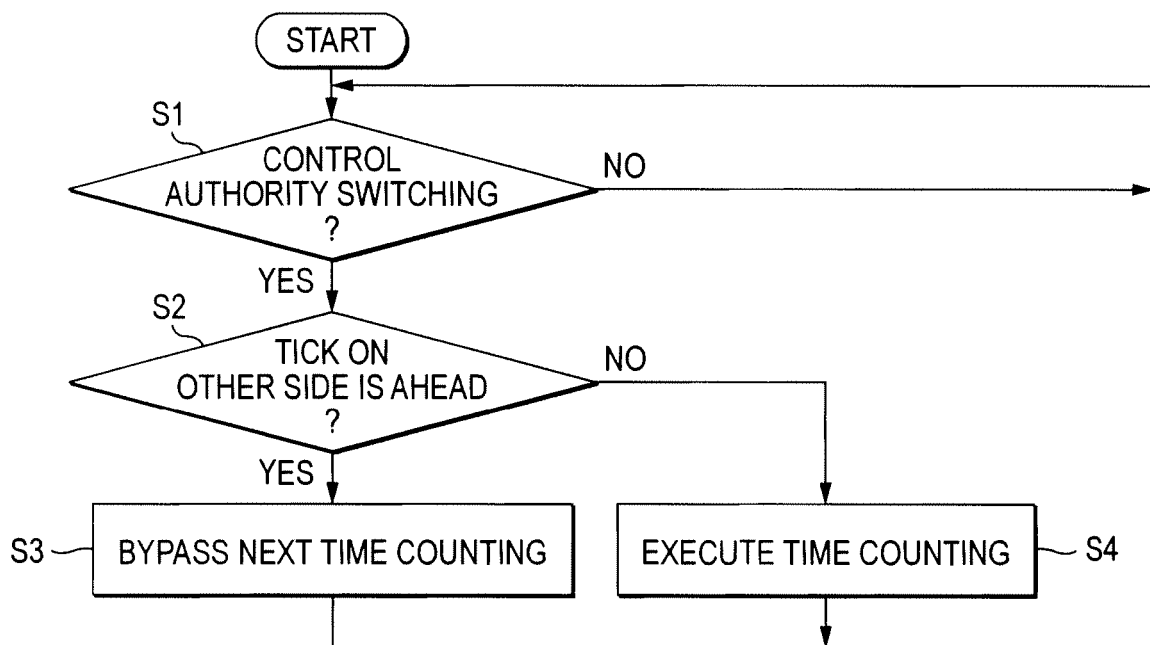 START
S1
CONTROL
AUTHORITY SWITCHING
?
NO
YES
S2
TICK ON
OTHER SIDE IS AHEAD
?
NO
YES
S3
BYPASS NEXT TIME COUNTING
EXECUTE TIME COUNTING
S4